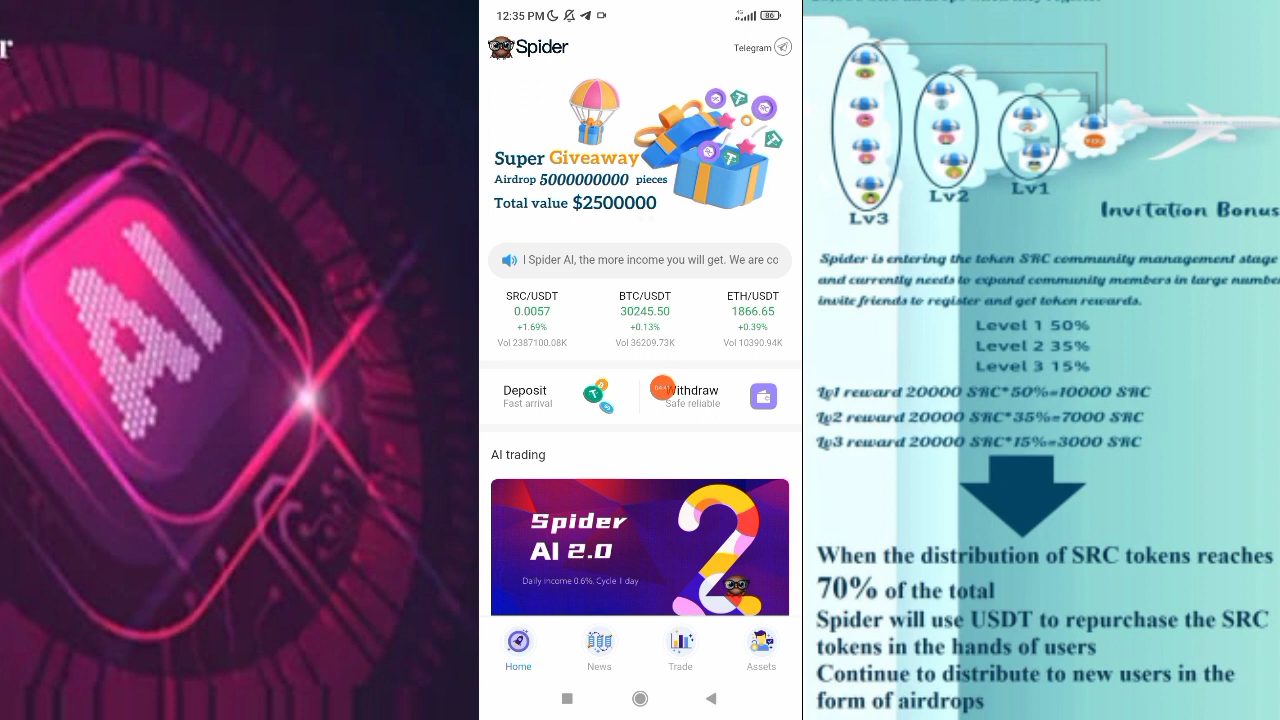 r
AI
12:35 PM
4G
86
Spider
Telegram
Super Giveaway
Airdrop 5000000000 pieces
Total value $2500000
l Spider AI, the more income you will get. We are co
SRC/USDT
0.0057
+1.69%
Vol 2387100.08K
BTC/USDT
30245.50
+0.13%
Vol 36209.73K
ETH/USDT
1866.65
+0.39%
Vol 10390.94K
Deposit
Fast arrival
Withdraw
Safe reliable
AI trading
Spider
AI 2.0
Daily income 0.6%. Cycle 1 day
2
Home
News
Trade
Assets
Lv3
Lv2
Lv1
YOU
Invitation Bonus
Spider is entering the token SRC community management stage
and currently needs to expand community members in large number
invite friends to register and get token rewards.
Level 1 50%
Level 2 35%
Level 3 15%
Lv1 reward 20000 SRC*50%=10000 SRC
Lv2 reward 20000 SRC*35%=7000 SRC
Lv3 reward 20000 SRC*15%=3000 SRC
When the distribution of SRC tokens reaches
70% of the total
Spider will use USDT to repurchase the SRC
tokens in the hands of users
Continue to distribute to new users in the
form of airdrops